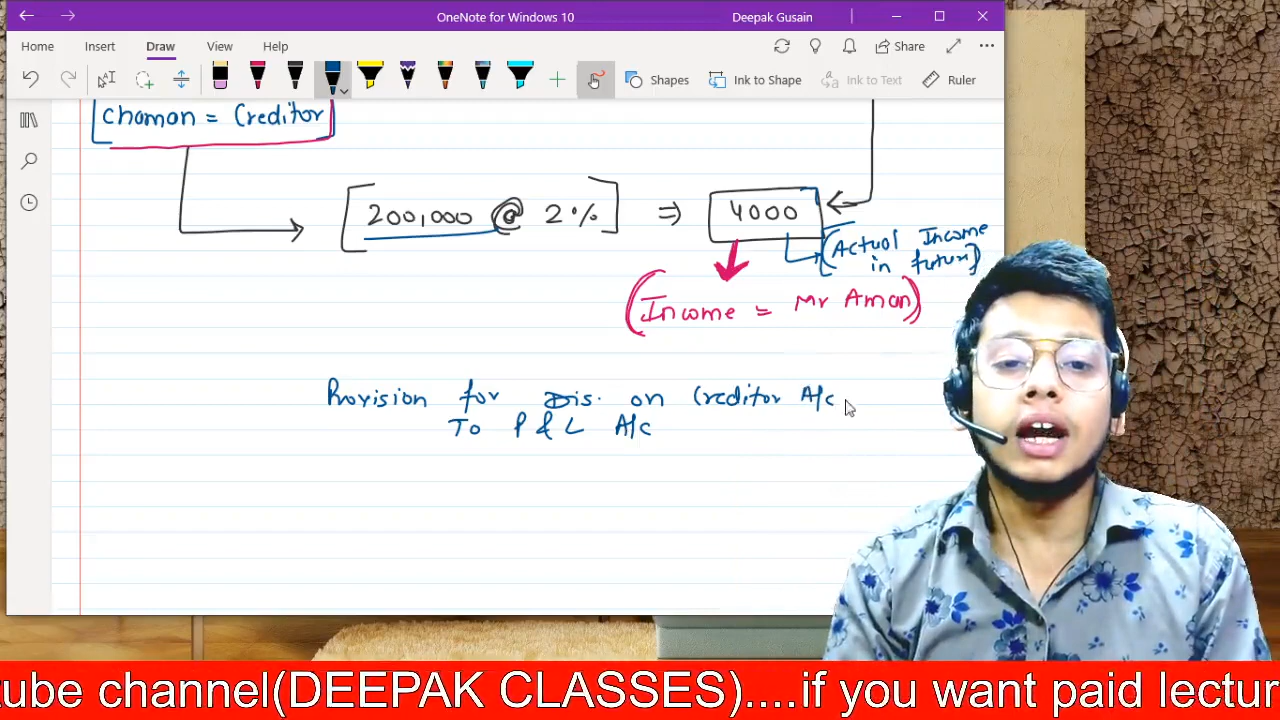 OneNote for Windows 10
Deepak Gusain
Home Insert Draw View Help
Share
Shapes Ink to Shape Ink to Text Ruler
Chaman = Creditor
200,000 @ 2% ⇒ 4000
(Actual Income
in future)
(Income = Mr Aman)
Provision for Dis. on Creditor A/c
To P & L A/c
tube channel(DEEPAK CLASSES)....if you want paid lectur